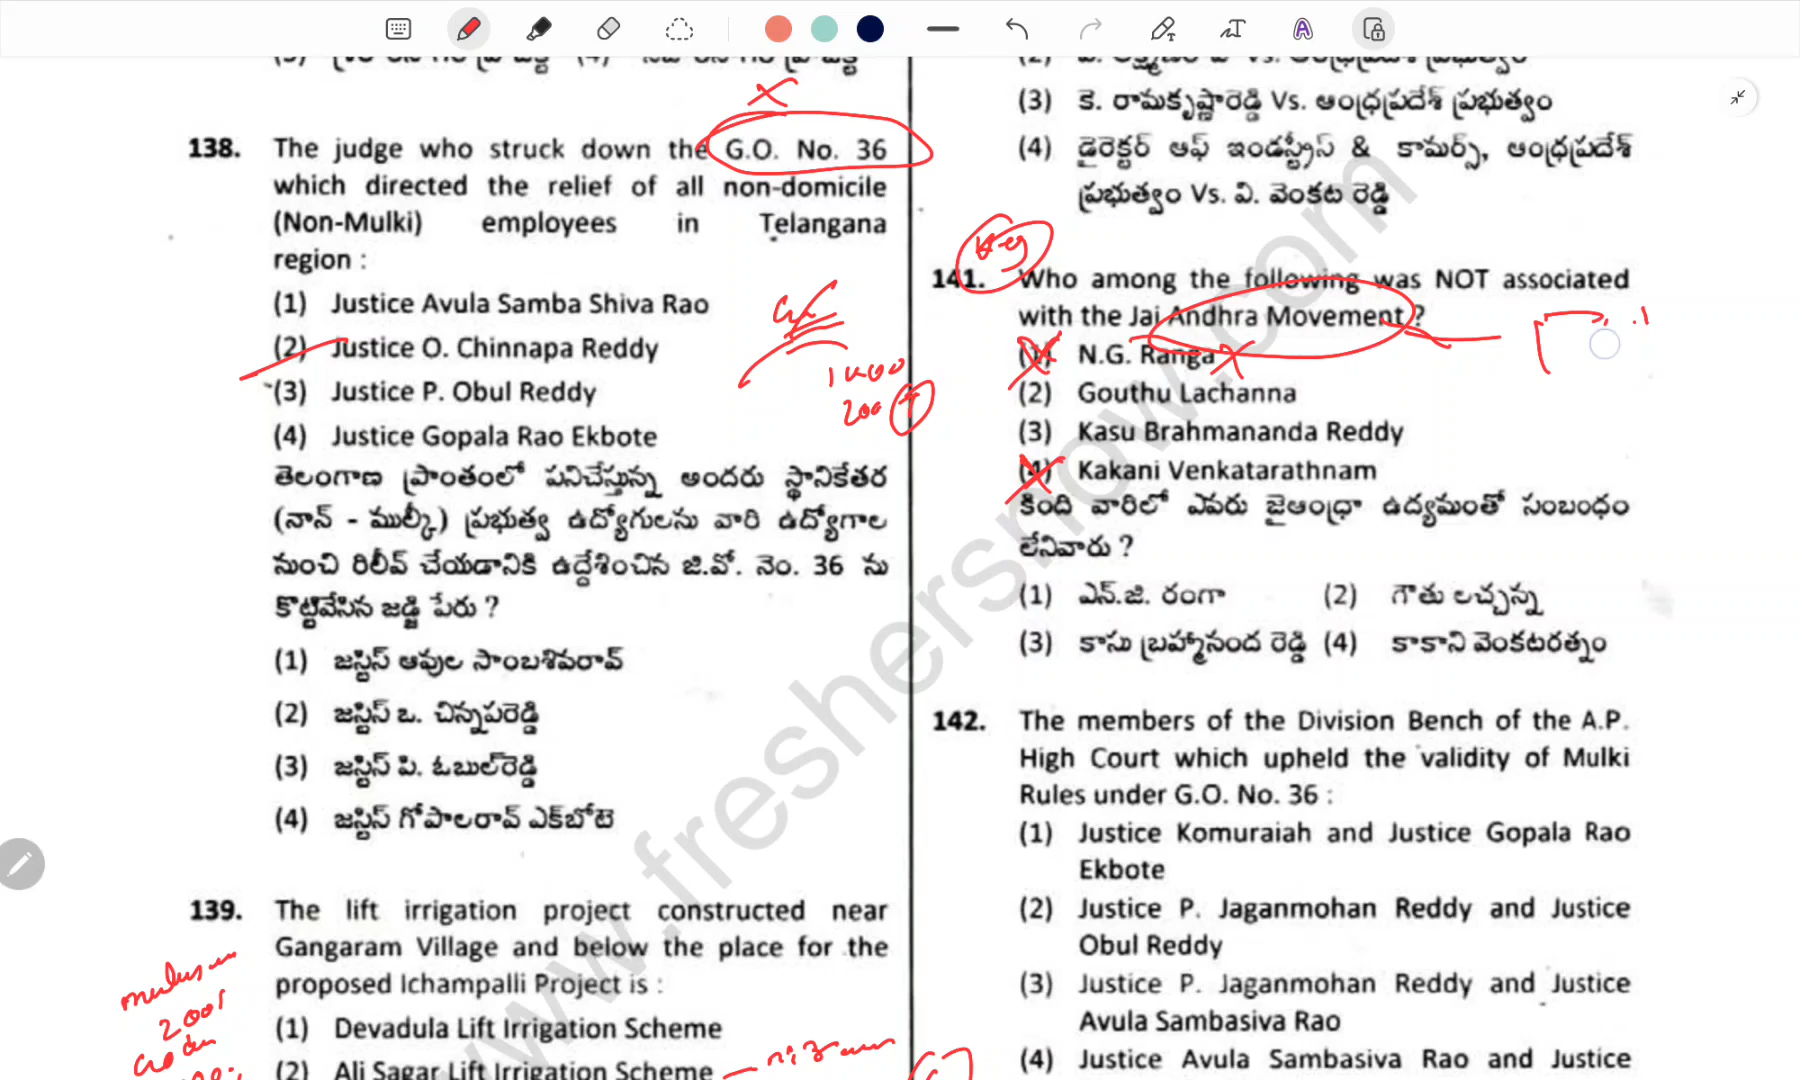 138. The judge who struck down the G.O. No. 36
which directed the relief of all non-domicile
(Non-Mulki) employees in Telangana
region :
(1) Justice Avula Samba Shiva Rao
(2) Justice O. Chinnapa Reddy
(3) Justice P. Obul Reddy
(4) Justice Gopala Rao Ekbote
తెలంగాణ ప్రాంతంలో పనిచేస్తున్న అందరు స్థానికేతర
(నాన్ - ముల్కీ) ప్రభుత్వ ఉద్యోగులను వారి ఉద్యోగాల
నుంచి రిలీవ్ చేయడానికి ఉద్దేశించిన జి.వో. నెం. 36 ను
కొట్టివేసిన జడ్జి పేరు ?
(1) జస్టిస్ ఆవుల సాంబశివరావ్
(2) జస్టిస్ ఒ. చిన్నపరెడ్డి
(3) జస్టిస్ పి. ఓబుల్‌రెడ్డి
(4) జస్టిస్ గోపాలరావ్ ఎక్‌బోటె
139. The lift irrigation project constructed near
Gangaram Village and below the place for the
proposed Ichampalli Project is :
(1) Devadula Lift Irrigation Scheme
(2) Ali Sagar Lift Irrigation Scheme
(3) కె. రామకృష్ణారెడ్డి Vs. ఆంధ్రప్రదేశ్ ప్రభుత్వం
(4) డైరెక్టర్ ఆఫ్ ఇండస్ట్రీస్ & కామర్స్, ఆంధ్రప్రదేశ్
ప్రభుత్వం Vs. వి. వెంకట రెడ్డి
141. Who among the following was NOT associated
with the Jai Andhra Movement ?
(1) N.G. Ranga
(2) Gouthu Lachanna
(3) Kasu Brahmananda Reddy
(4) Kakani Venkatarathnam
కింది వారిలో ఎవరు జైఆంధ్రా ఉద్యమంతో సంబంధం
లేనివారు ?
(1) ఎన్.జి. రంగా (2) గౌతు లచ్చన్న
(3) కాసు బ్రహ్మానంద రెడ్డి (4) కాకాని వెంకటరత్నం
142. The members of the Division Bench of the A.P.
High Court which upheld the validity of Mulki
Rules under G.O. No. 36 :
(1) Justice Komuraiah and Justice Gopala Rao
Ekbote
(2) Justice P. Jaganmohan Reddy and Justice
Obul Reddy
(3) Justice P. Jaganmohan Reddy and Justice
Avula Sambasiva Rao
(4) Justice Avula Sambasiva Rao and Justice
www.freshersnow.com